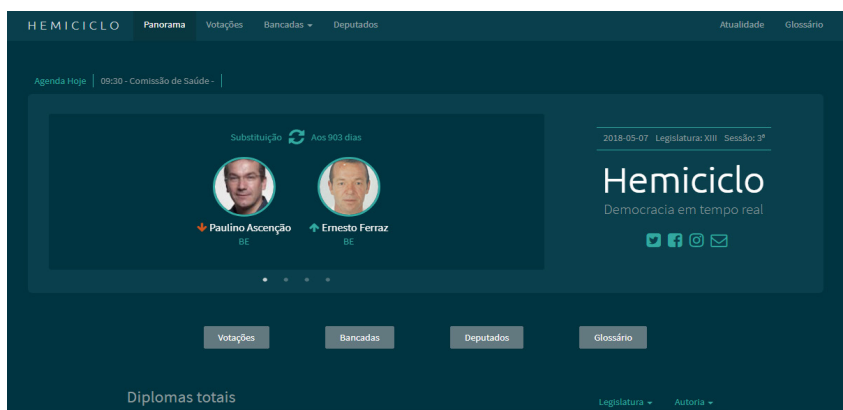 HEMICICLO Panorama Votações Bancadas Deputados Atualidade Glossário
Agenda Hoje 09:30 - Comissão de Saúde -
Substituição Aos 903 dias
Paulino Ascenção Ernesto Ferraz
BE BE
2018-05-07 Legislatura: XIII Sessão: 3ª
Hemiciclo
Democracia em tempo real
Votações Bancadas Deputados Glossário
Diplomas totais
Legislatura Autoria